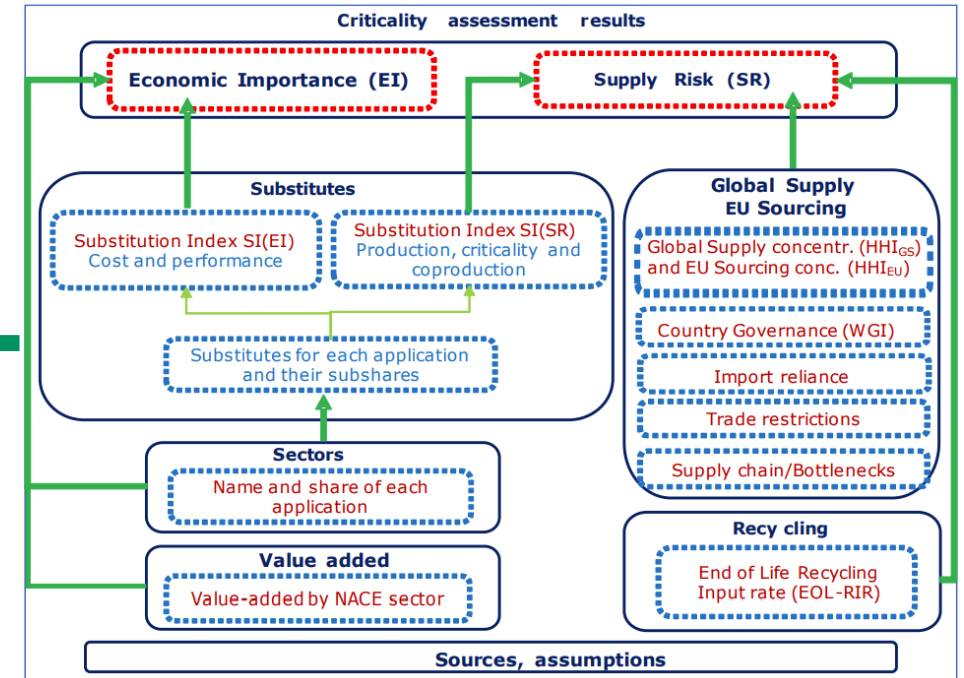 Criticality assessment results
Economic Importance (EI)
Supply Risk (SR)
Substitutes
Substitution Index SI(EI)
Cost and performance
Substitution Index SI(SR)
Production, criticality and
coproduction
Substitutes for each application
and their subshares
Global Supply
EU Sourcing
Global Supply concentr. (HHIGS)
and EU Sourcing conc. (HHIEU)
Country Governance (WGI)
Import reliance
Trade restrictions
Supply chain/Bottlenecks
Sectors
Name and share of each
application
Value added
Value-added by NACE sector
Recy cling
End of Life Recycling
Input rate (EOL-RIR)
Sources, assumptions